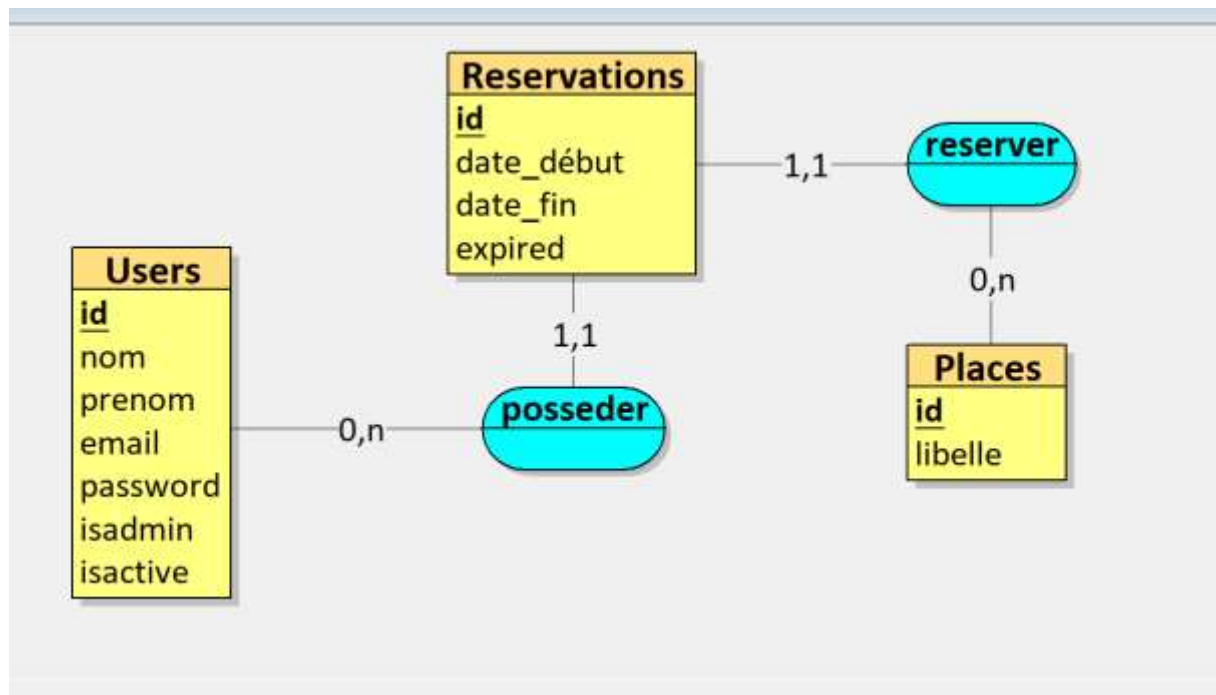 Reservations
id
date_début
date_fin
expired
1,1
reserver
0,n
Places
id
libelle
1,1
posseder
0,n
Users
id
nom
prenom
email
password
isadmin
isactive